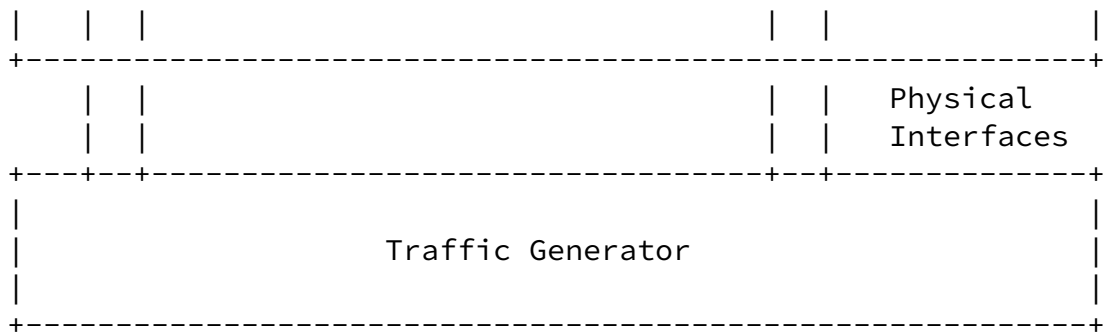 |   |  |                                  |  |              |
+-----------------------------------------------------------+
    |  |                                  |  |   Physical
    |  |                                  |  |   Interfaces
+---+--+----------------------------------+--+--------------+
|                                                           |
|                    Traffic Generator                      |
|                                                           |
+-----------------------------------------------------------+